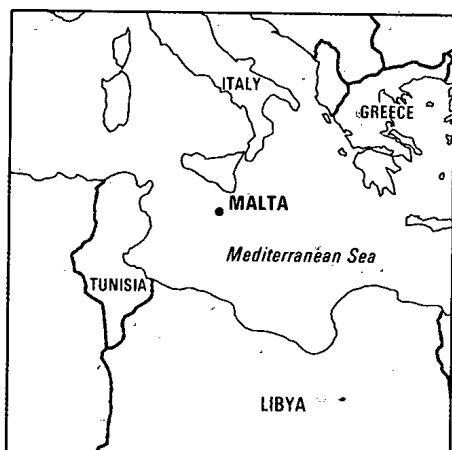 ITALY
GREECE
MALTA
Mediterranean Sea
TUNISIA
LIBYA